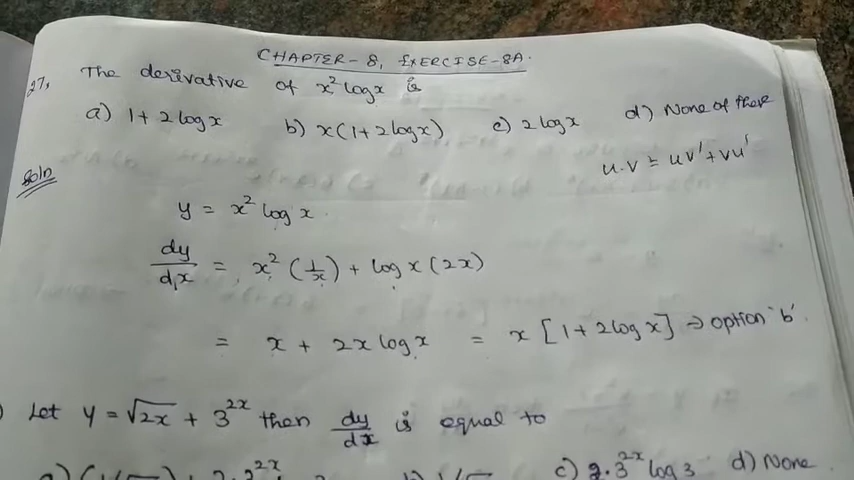 CHAPTER-8, EXERCISE-8A.
27, The derivative of x² log x is
a) 1 + 2 log x b) x(1 + 2 log x) c) 2 log x d) None of these
Soln
u.v = uv' + vu'
y = x² log x
dy/dx = x² (1/x) + log x (2x)
= x + 2x log x = x [1 + 2 log x] ⇒ option 'b'.
) Let y = √2x + 3^2x then dy/dx is equal to
c) 2.3^2x log 3 d) None